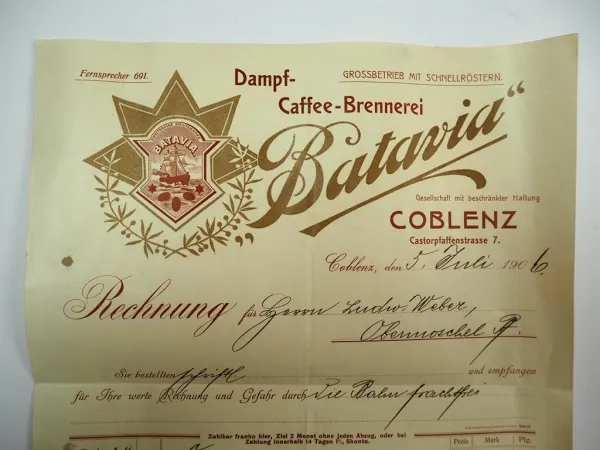 Fernsprecher 691.
Dampf-
Caffee-Brennerei
GROSSBETRIEB MIT SCHNELLRÖSTERN.
BATAVIA
„Batavia“
Gesellschaft mit beschränkter Haftung
COBLENZ
Castorpfaffenstrasse 7.
Coblenz, den 5. Juli 1906.
Rechnung für Herrn Ludw. Weber,
Obermoschel
Sie bestellten schriftl und empfangen
für Ihre werte Rechnung und Gefahr durch die Bahn frachtfrei
Zahlbar franko hier, Ziel 2 Monat ohne jeden Abzug, oder bei
Zahlung innerhalb 14 Tagen % Skonto.
Preis Mark Pfg.